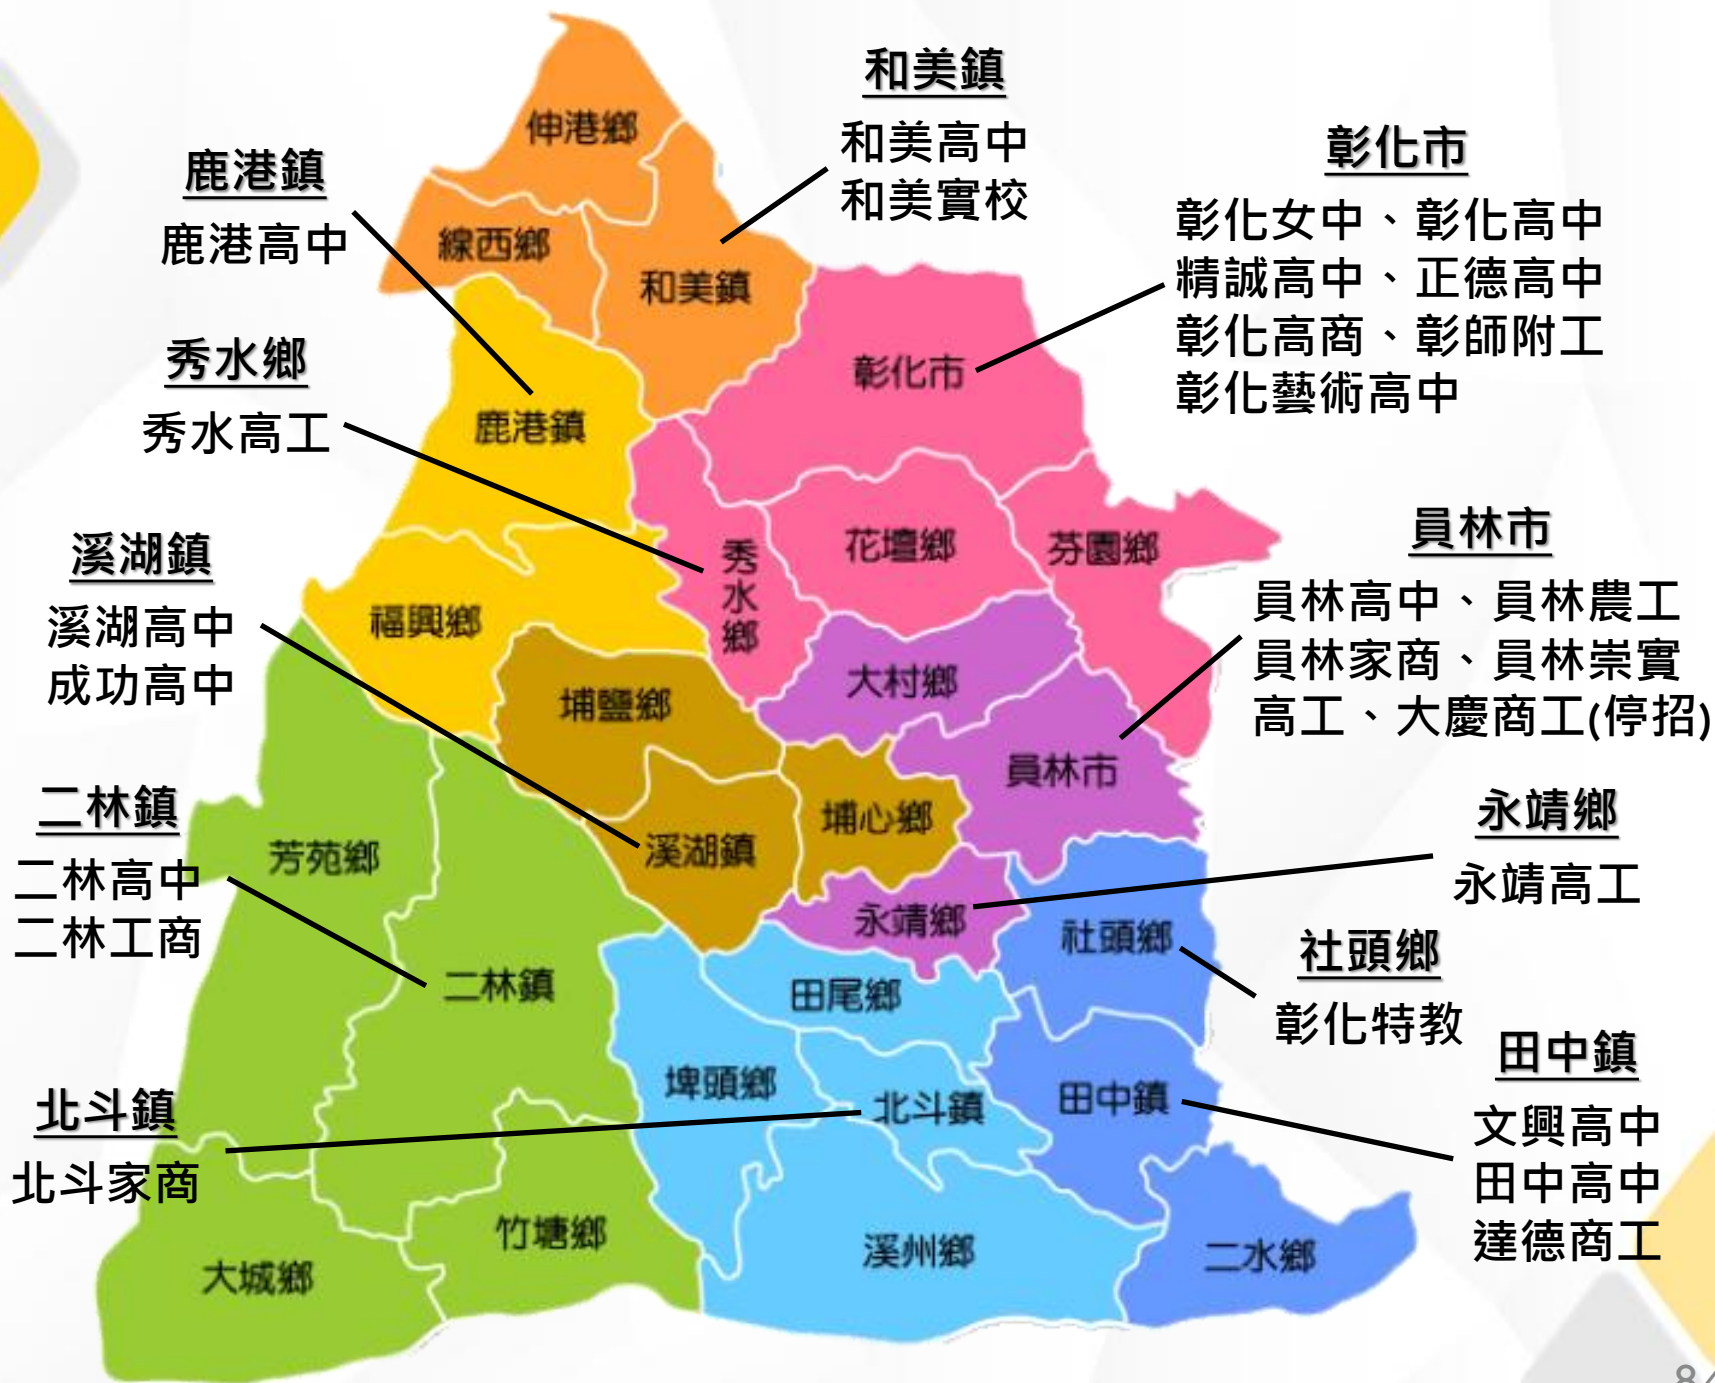 和美鎮
和美高中
和美實校
彰化市
彰化女中、彰化高中
精誠高中、正德高中
彰化高商、彰師附工
彰化藝術高中
鹿港鎮
鹿港高中
秀水鄉
秀水高工
溪湖鎮
溪湖高中
成功高中
二林鎮
二林高中
二林工商
北斗鎮
北斗家商
員林市
員林高中、員林農工
員林家商、員林崇實
高工、大慶商工(停招)
永靖鄉
永靖高工
社頭鄉
彰化特教
田中鎮
文興高中
田中高中
達德商工
伸港鄉
線西鄉
和美鎮
彰化市
鹿港鎮
秀水鄉
花壇鄉
芬園鄉
福興鄉
大村鄉
埔鹽鄉
員林市
埔心鄉
溪湖鎮
芳苑鄉
永靖鄉
社頭鄉
二林鎮
田尾鄉
埤頭鄉
北斗鎮
田中鎮
竹塘鄉
溪州鄉
二水鄉
大城鄉